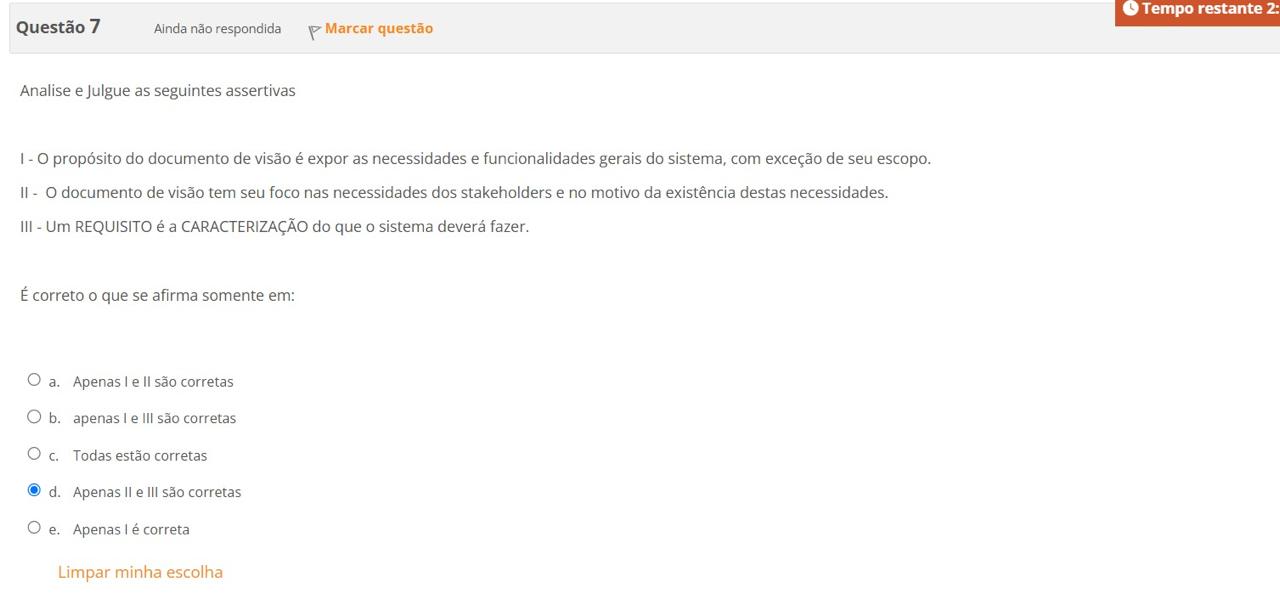 Questão 7
Ainda não respondida
Marcar questão
Tempo restante 2:
Analise e Julgue as seguintes assertivas
I - O propósito do documento de visão é expor as necessidades e funcionalidades gerais do sistema, com exceção de seu escopo.
II - O documento de visão tem seu foco nas necessidades dos stakeholders e no motivo da existência destas necessidades.
III - Um REQUISITO é a CARACTERIZAÇÃO do que o sistema deverá fazer.
É correto o que se afirma somente em:
a. Apenas I e II são corretas
b. apenas I e III são corretas
c. Todas estão corretas
d. Apenas II e III são corretas
e. Apenas I é correta
Limpar minha escolha